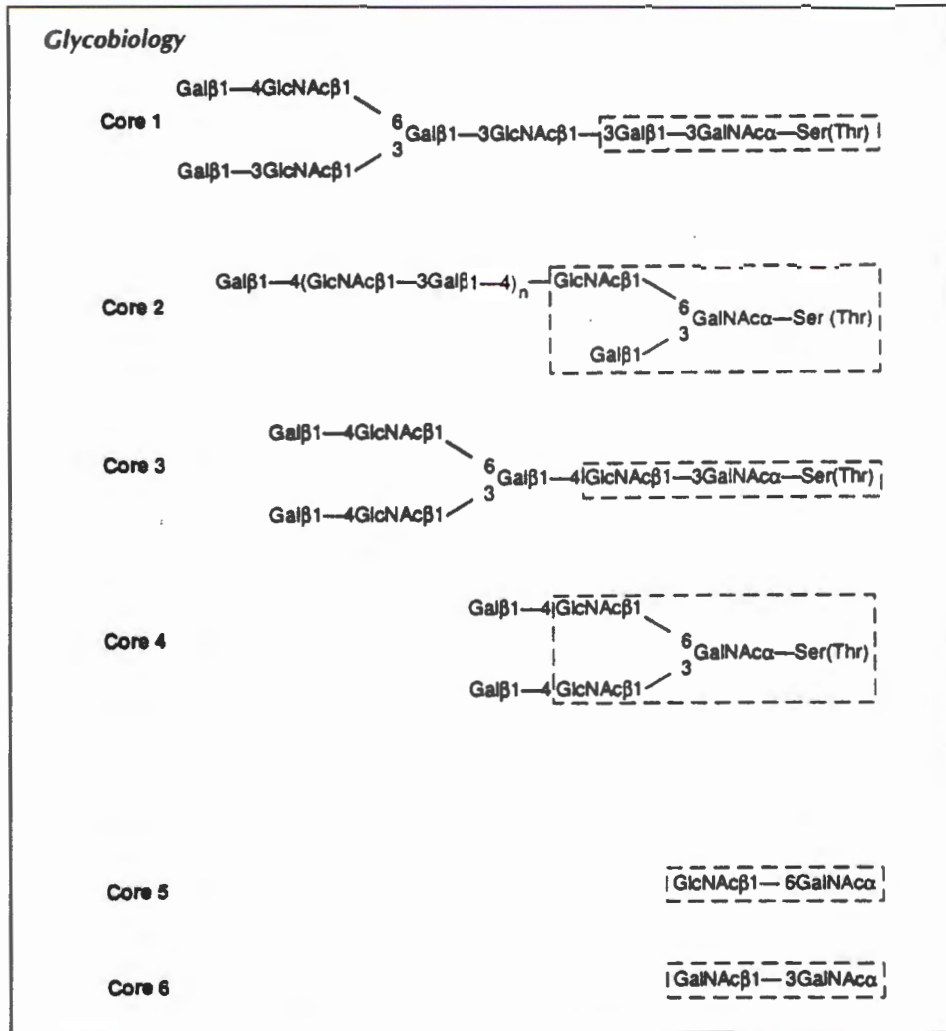 Glycobiology
Galβ1—4GlcNAcβ1
Core 1
6
3
Galβ1—3GlcNAcβ1—3Galβ1—3GalNAcα—Ser(Thr)
Galβ1—3GlcNAcβ1
Galβ1—4(GlcNAcβ1—3Galβ1—4)n—GlcNAcβ1
Core 2
6
3
GalNAcα—Ser (Thr)
Galβ1
Galβ1—4GlcNAcβ1
Core 3
6
3
Galβ1—4GlcNAcβ1—3GalNAcα—Ser(Thr)
Galβ1—4GlcNAcβ1
Galβ1—4GlcNAcβ1
Core 4
6
3
GalNAcα—Ser(Thr)
Galβ1—4GlcNAcβ1
Core 5
GlcNAcβ1—6GalNAcα
Core 6
GalNAcβ1—3GalNAcα